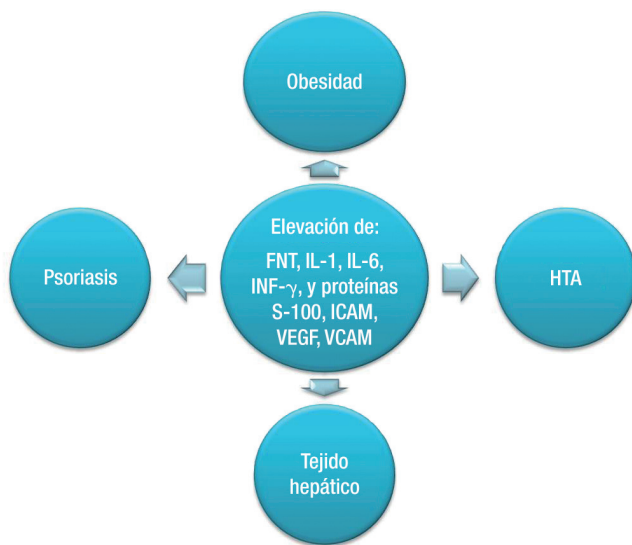 Obesidad
Psoriasis
Elevación de:
FNT, IL-1, IL-6,
INF-γ, y proteínas
S-100, ICAM,
VEGF, VCAM
HTA
Tejido
hepático